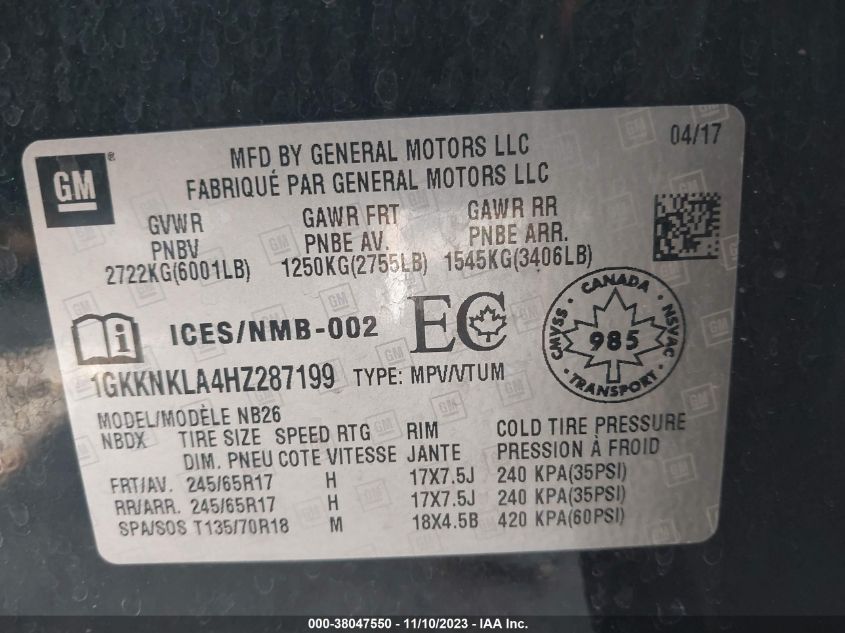 GM ®
MFD BY GENERAL MOTORS LLC
FABRIQUÉ PAR GENERAL MOTORS LLC
04/17
GVWR GAWR FRT GAWR RR
PNBV PNBE AV. PNBE ARR.
2722KG(6001LB) 1250KG(2755LB) 1545KG(3406LB)
ICES/NMB-002 EC
CANADA
CMVSS 985 NSVAC
TRANSPORT
1GKKNKLA4HZ287199 TYPE: MPV/VTUM
MODEL/MODÈLE NB26
NBDX TIRE SIZE SPEED RTG RIM COLD TIRE PRESSURE
DIM. PNEU COTE VITESSE JANTE PRESSION À FROID
FRT/AV. 245/65R17 H 17X7.5J 240 KPA(35PSI)
RR/ARR. 245/65R17 H 17X7.5J 240 KPA(35PSI)
SPA/SOS T135/70R18 M 18X4.5B 420 KPA(60PSI)
000-38047550 - 11/10/2023 - IAA Inc.